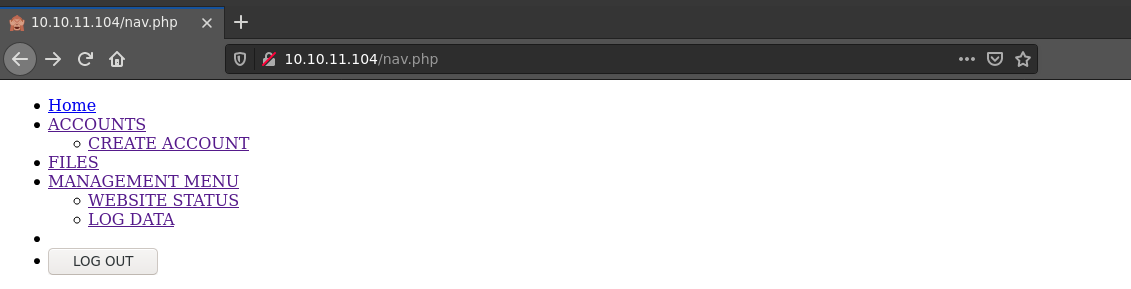 10.10.11.104/nav.php
10.10.11.104/nav.php
Home
ACCOUNTS
CREATE ACCOUNT
FILES
MANAGEMENT MENU
WEBSITE STATUS
LOG DATA
LOG OUT